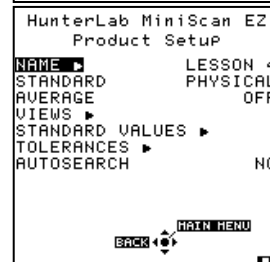 HunterLab MiniScan EZ
Product Setup
NAME ▶ LESSON 4
STANDARD PHYSICAL
AVERAGE OFF
VIEWS ▶
STANDARD VALUES ▶
TOLERANCES ▶
AUTOSEARCH NO
MAIN MENU
BACK